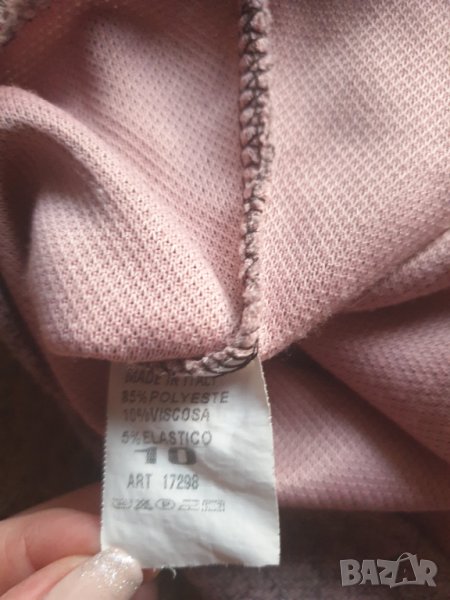 MADE IN ITALY
85%POLYESTE
10%VISCOSA
5%ELASTICO
10
ART 17298
BAZAR